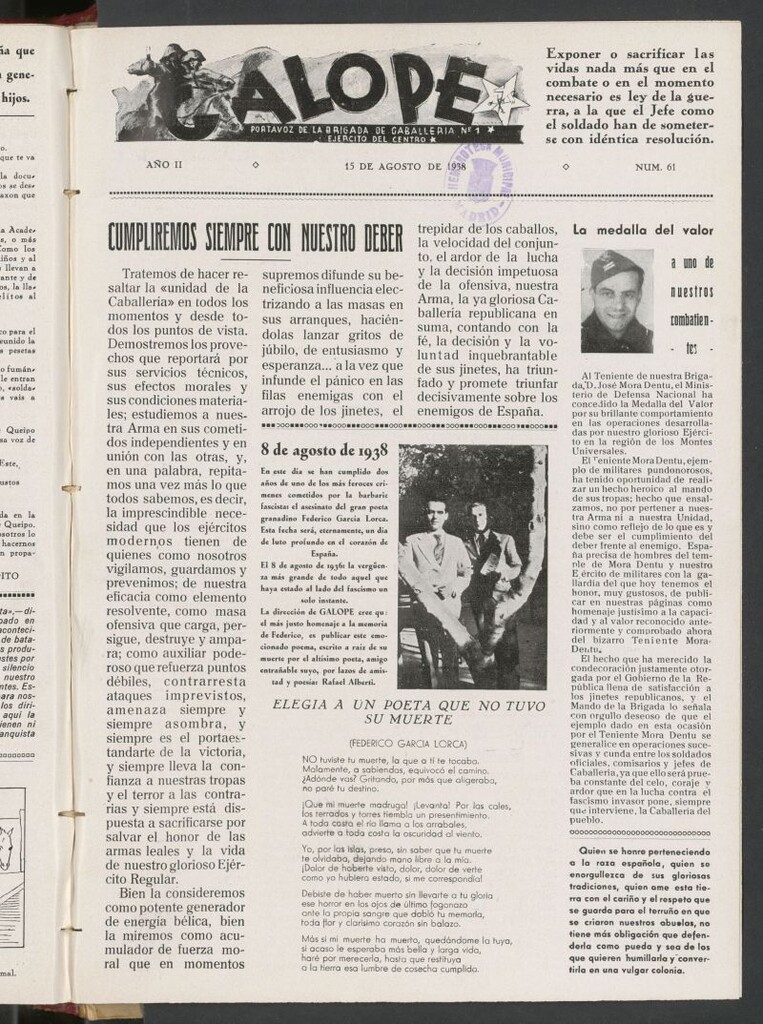 GALOPE
PORTAVOZ DE LA BRIGADA DE CABALLERIA Nº 1
EJERCITO DEL CENTRO
Exponer o sacrificar las
vidas nada más que en el
combate o en el momento
necesario es ley de la gue-
rra, a la que el Jefe como
el soldado han de someter-
se con idéntica resolución.
AÑO II
15 DE AGOSTO DE 1938
NUM. 61
HEMEROTECA MUNICIPAL
MADRID
CUMPLIREMOS SIEMPRE CON NUESTRO DEBER
Tratemos de hacer re-
saltar la «unidad de la
Caballería» en todos los
momentos y desde to-
dos los puntos de vista.
Demostremos los prove-
chos que reportará por
sus servicios técnicos,
sus efectos morales y
sus condiciones materia-
les; estudiemos a nues-
tra Arma en sus cometi-
dos independientes y en
unión con las otras, y,
en una palabra, repita-
mos una vez más lo que
todos sabemos, es decir,
la imprescindible nece-
sidad que los ejércitos
modernos tienen de
quienes como nosotros
vigilamos, guardamos y
prevenimos; de nuestra
eficacia como elemento
resolvente, como masa
ofensiva que carga, per-
sigue, destruye y ampa-
ra; como auxiliar podero-
roso que refuerza puntos
débiles, contrarresta
ataques imprevistos,
amenaza siempre y
siempre asombra, y
siempre es el portaes-
tandarte de la victoria,
y siempre lleva la con-
fianza a nuestras tropas
y el terror a las contra-
rias y siempre está dis-
puesta a sacrificarse por
salvar el honor de las
armas leales y la vida
de nuestro glorioso Ejér-
cito Regular.
Bien la consideremos
como potente generador
de energía bélica, bien
la miremos como acu-
mulador de fuerza mo-
ral que en momentos
supremos difunde su be-
neficiosa influencia elec-
trizando a las masas en
sus arranques, hacién-
dolas lanzar gritos de
júbilo, de entusiasmo y
esperanza... a la vez que
infunde el pánico en las
filas enemigas con el
arrojo de los jinetes, el
trepidar de los caballos,
la velocidad del conjun-
to, el ardor de la lucha
y la decisión impetuosa
de la ofensiva, nuestra
Arma, la ya gloriosa Ca-
ballería republicana en
suma, contando con la
fé, la decisión y la vo-
luntad inquebrantable
de sus jinetes, ha triun-
fado y promete triunfar
decisivamente sobre los
enemigos de España.
8 de agosto de 1938
En este día se han cumplido dos
años de uno de los más feroces crí-
menes cometidos por la barbarie
fascista: el asesinato del gran poeta
granadino Federico García Lorca.
Esta fecha será, eternamente, un día
de luto profundo en el corazón de
España.
El 8 de agosto de 1936: la vergüen-
za más grande de todo aquel que
haya estado al lado del fascismo un
solo instante.
La dirección de GALOPE cree que
el más justo homenaje a la memoria
de Federico, es publicar este emo-
cionado poema, escrito a raíz de su
muerte por el altísimo poeta, amigo
entrañable suyo, por lazos de amis-
tad y poesía: Rafael Alberti.
ELEGIA A UN POETA QUE NO TUVO
SU MUERTE
(FEDERICO GARCIA LORCA)
NO tuviste tu muerte, la que a ti te tocaba.
Malamente, a sabiendas, equivocó el camino.
¿Adónde vas? Gritando, por más que aligeraba,
no paré tu destino.
¡Que mi muerte madruga! ¡Levanta! Por las calles,
los terrados y torres tiembla un presentimiento.
A toda costa el río llama a los arrabales,
advierte a toda costa la oscuridad al viento.
Yo, por las islas, preso, sin saber que tu muerte
te olvidaba, dejando mano libre a la mía.
¡Dolor de haberte visto, dolor, dolor de verte
como yo hubiera estado, si me correspondía!
Debiste de haber muerto sin llevarte a tu gloria
ese horror en los ojos de último fogonazo
ante la propia sangre que dobló tu memoria,
toda flor y clarísimo corazón sin balazo.
Más si mi muerte ha muerto, quedándome la tuya,
si acaso le esperaba más bella y larga vida,
haré por merecerla, hasta que restituya
a la tierra esa lumbre de cosecha cumplida.
La medalla del valor
a uno de
nuestros
combatien-
- tes -
Al Teniente de nuestra Briga-
da, D. José Mora Dentu, el Minis-
terio de Defensa Nacional ha
concedido la Medalla del Valor
por su brillante comportamiento
en las operaciones desarrolla-
das por nuestro glorioso Ejérci-
to en la región de los Montes
Universales.
El Teniente Mora Dentu, ejem-
plo de militares pundonorosos,
ha tenido oportunidad de reali-
zar un hecho heróico al mando
de sus tropas; hecho que ensal-
zamos, no por pertener a nues-
tra Arma ni a nuestra Unidad,
sino como reflejo de lo que es y
debe ser el cumplimiento del
deber frente al enemigo. Espa-
ña precisa de hombres del tem-
ple de Mora Dentu y nuestro
E ército de militares con la ga-
llardía del que hoy tenemos el
honor, muy gustosos, de publi-
car en nuestras páginas como
homenaje justísimo a la capaci-
dad y al valor reconocido ante-
riormente y comprobado ahora
del bizarro Teniente Mora-
Dentu.
El hecho que ha merecido la
condecoración justamente otor-
gada por el Gobierno de la Re-
pública llena de satisfacción a
los jinetes republicanos, y el
Mando de la Brigada lo señala
con orgullo deseoso de que el
ejemplo dado en esta ocasión
por el Teniente Mora Dentu se
generalice en operaciones suce-
sivas y cunda entre los soldados
oficiales, comisarios y jefes de
Caballería, ya que ello será prue-
ba constante del celo, coraje y
ardor que en la lucha contra el
fascismo invasor pone, siempre
que interviene, la Caballería del
pueblo.
Quien se honre perteneciendo
a la raza española, quien se
enorgullezca de sus gloriosas
tradiciones, quien ame esta tie-
rra con el cariño y el respeto que
se guarda para el terruño en que
se criaron nuestros abuelos, no
tiene más obligación que defen-
derla como pueda y sea de los
que quieren humillarla y conver-
tirla en una vulgar colonia.